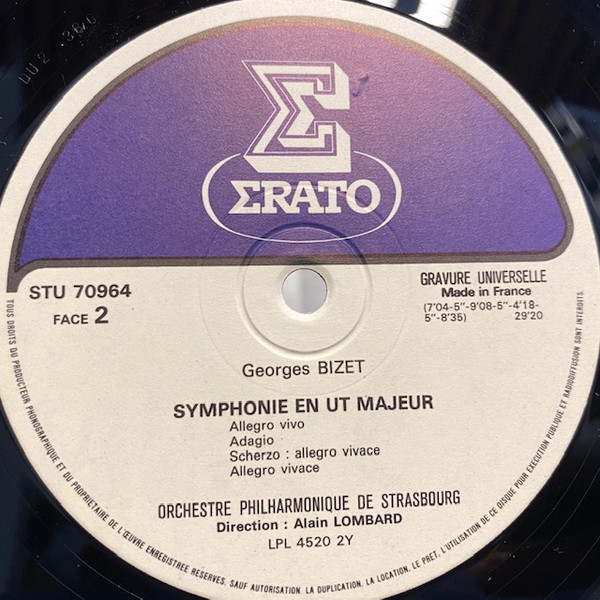 ΣRATO
STU 70964
FACE 2
GRAVURE UNIVERSELLE
Made in France
(7'04-5"-9'08-5"-4'18-
5"-8'35) 29'20
Georges BIZET
SYMPHONIE EN UT MAJEUR
Allegro vivo
Adagio
Scherzo : allegro vivace
Allegro vivace
ORCHESTRE PHILHARMONIQUE DE STRASBOURG
Direction : Alain LOMBARD
LPL 4520 2Y
TOUS DROITS DU PRODUCTEUR PHONOGRAPHIQUE ET DU PROPRIETAIRE DE L'ŒUVRE ENREGISTREE RESERVES. SAUF AUTORISATION. LA DUPLICATION. LA LOCATION. LE PRET. L'UTILISATION DE CE DISQUE POUR EXECUTION PUBLIQUE ET RADIODIFFUSION SONT INTERDITS.